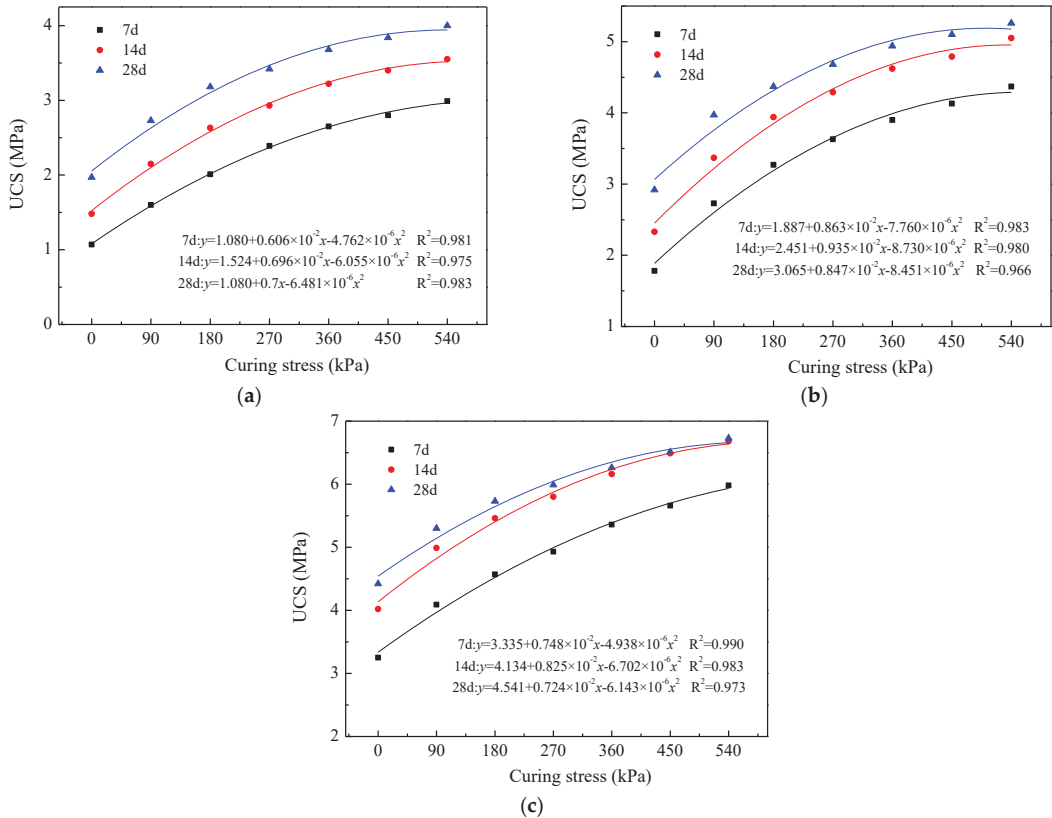 4
3
2
1
0
UCS (MPa)
7d
14d
28d
7d:y=1.080+0.606×10⁻²x-4.762×10⁻⁶x² R²=0.981
14d:y=1.524+0.696×10⁻²x-6.055×10⁻⁶x² R²=0.975
28d:y=1.080+0.7x-6.481×10⁻⁶x² R²=0.983
0 90 180 270 360 450 540
Curing stress (kPa)
(a)
5
4
3
2
1
UCS (MPa)
7d
14d
28d
7d:y=1.887+0.863×10⁻²x-7.760×10⁻⁶x² R²=0.983
14d:y=2.451+0.935×10⁻²x-8.730×10⁻⁶x² R²=0.980
28d:y=3.065+0.847×10⁻²x-8.451×10⁻⁶x² R²=0.966
0 90 180 270 360 450 540
Curing stress (kPa)
(b)
7
6
5
4
3
2
UCS (MPa)
7d
14d
28d
7d:y=3.335+0.748×10⁻²x-4.938×10⁻⁶x² R²=0.990
14d:y=4.134+0.825×10⁻²x-6.702×10⁻⁶x² R²=0.983
28d:y=4.541+0.724×10⁻²x-6.143×10⁻⁶x² R²=0.973
0 90 180 270 360 450 540
Curing stress (kPa)
(c)